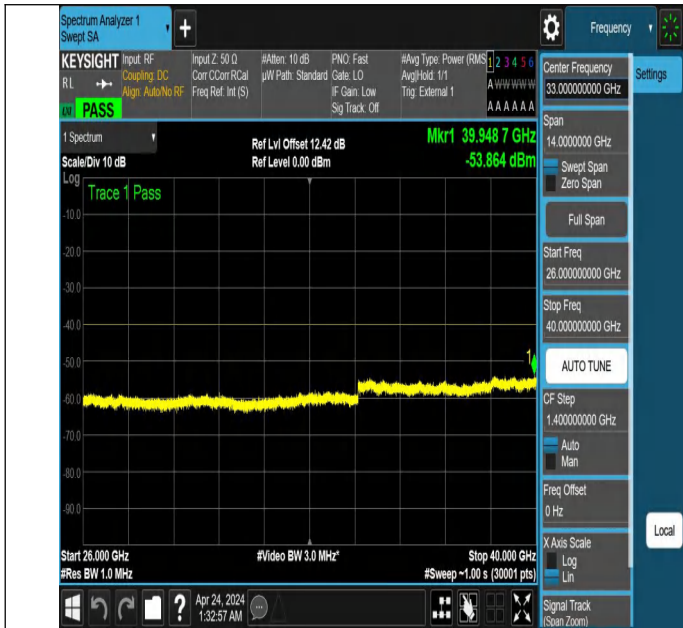 Spectrum Analyzer 1
Swept SA
+
Frequency
KEYSIGHT
RL
PASS
Input: RF
Coupling: DC
Align: Auto/No RF
Input Z: 50 Ω
Corr CCorr RCal
Freq Ref: Int (S)
#Atten: 10 dB
µW Path: Standard
PNO: Fast
Gate: LO
IF Gain: Low
Sig Track: Off
#Avg Type: Power (RMS
Avg|Hold: 1/1
Trig: External 1
1 2 3 4 5 6
A W W W W W
A A A A A A
Center Frequency
33.000000000 GHz
Settings
Span
14.0000000 GHz
Swept Span
Zero Span
Full Span
Start Freq
26.000000000 GHz
Stop Freq
40.000000000 GHz
AUTO TUNE
CF Step
1.400000000 GHz
Auto
Man
Freq Offset
0 Hz
X Axis Scale
Log
Lin
Signal Track
(Span Zoom)
Local
1 Spectrum
Scale/Div 10 dB
Ref Lvl Offset 12.42 dB
Ref Level 0.00 dBm
Mkr1 39.948 7 GHz
-53.864 dBm
Log
Trace 1 Pass
-10.0
-20.0
-30.0
-40.0
-50.0
-60.0
-70.0
-80.0
-90.0
1
Start 26.000 GHz
#Res BW 1.0 MHz
#Video BW 3.0 MHz*
Stop 40.000 GHz
#Sweep ~1.00 s (30001 pts)
?
Apr 24, 2024
1:32:57 AM